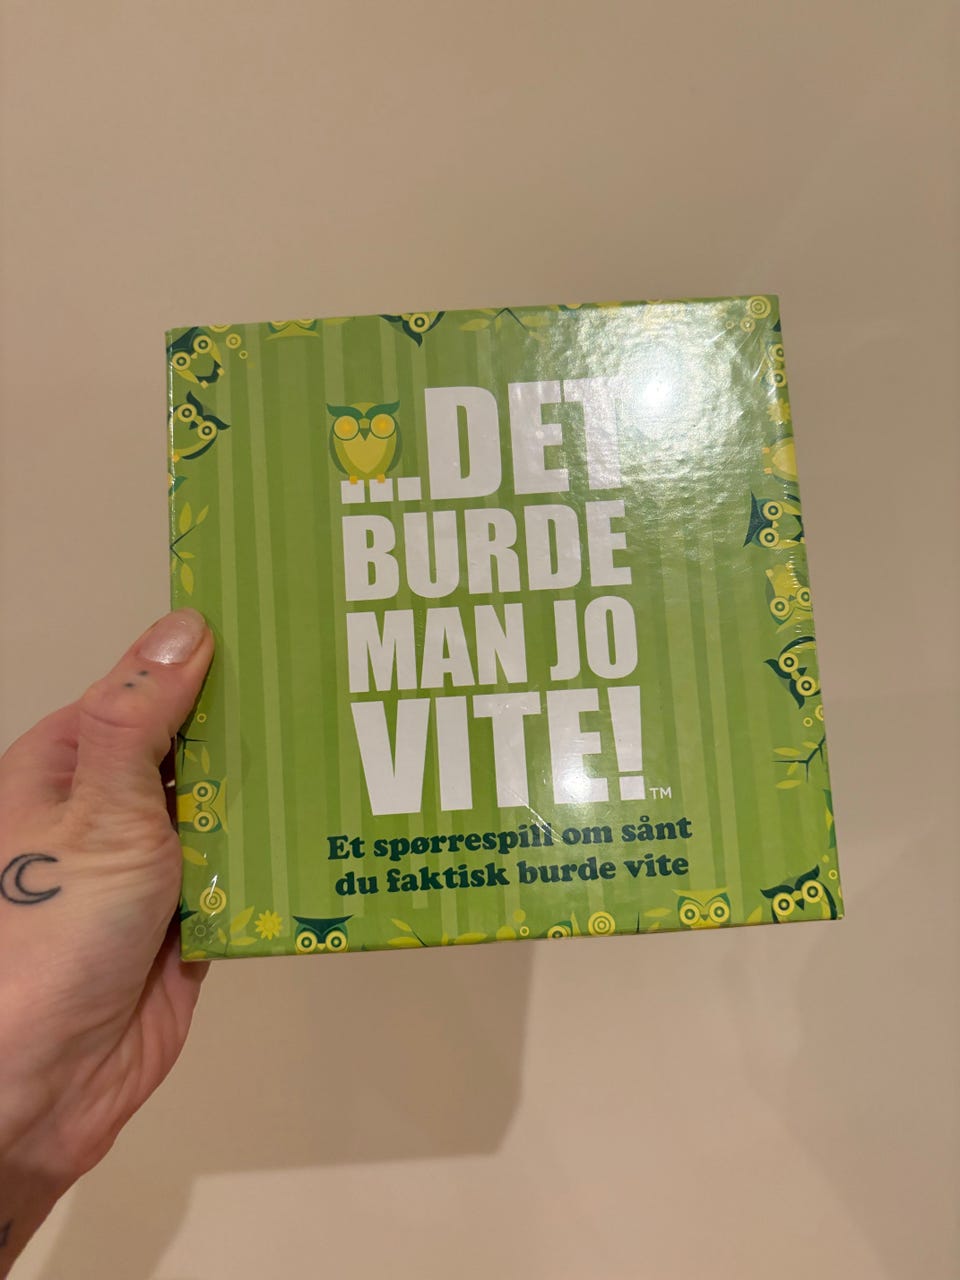 ...DET
BURDE
MAN JO
VITE!™
Et spørrespill om sånt
du faktisk burde vite